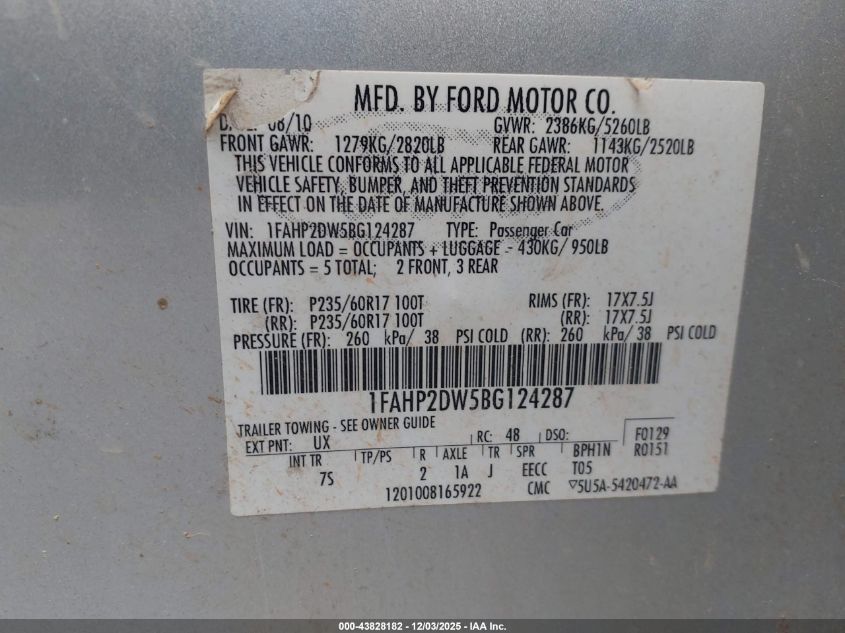 MFD. BY FORD MOTOR CO.
08/10 GVWR: 2386KG/5260LB
FRONT GAWR: 1279KG/2820LB REAR GAWR: 1143KG/2520LB
THIS VEHICLE CONFORMS TO ALL APPLICABLE FEDERAL MOTOR
VEHICLE SAFETY, BUMPER, AND THEFT PREVENTION STANDARDS
IN EFFECT ON THE DATE OF MANUFACTURE SHOWN ABOVE.
VIN: 1FAHP2DW5BG124287 TYPE: Passenger Car
MAXIMUM LOAD = OCCUPANTS + LUGGAGE - 430KG/ 950LB
OCCUPANTS = 5 TOTAL; 2 FRONT, 3 REAR
TIRE (FR): P235/60R17 100T RIMS (FR): 17X7.5J
(RR): P235/60R17 100T (RR): 17X7.5J
PRESSURE (FR): 260 kPa/ 38 PSI COLD (RR): 260 kPa/ 38 PSI COLD
1FAHP2DW5BG124287
TRAILER TOWING - SEE OWNER GUIDE
EXT PNT: UX RC: 48 DSO: F0129
R0151
INT TR TP/PS R AXLE TR SPR BPH1N
7S 2 1A J EECC T05
1201008165922 CMC ▽5U5A-5420472-AA
000-43828182 - 12/03/2025 - IAA Inc.